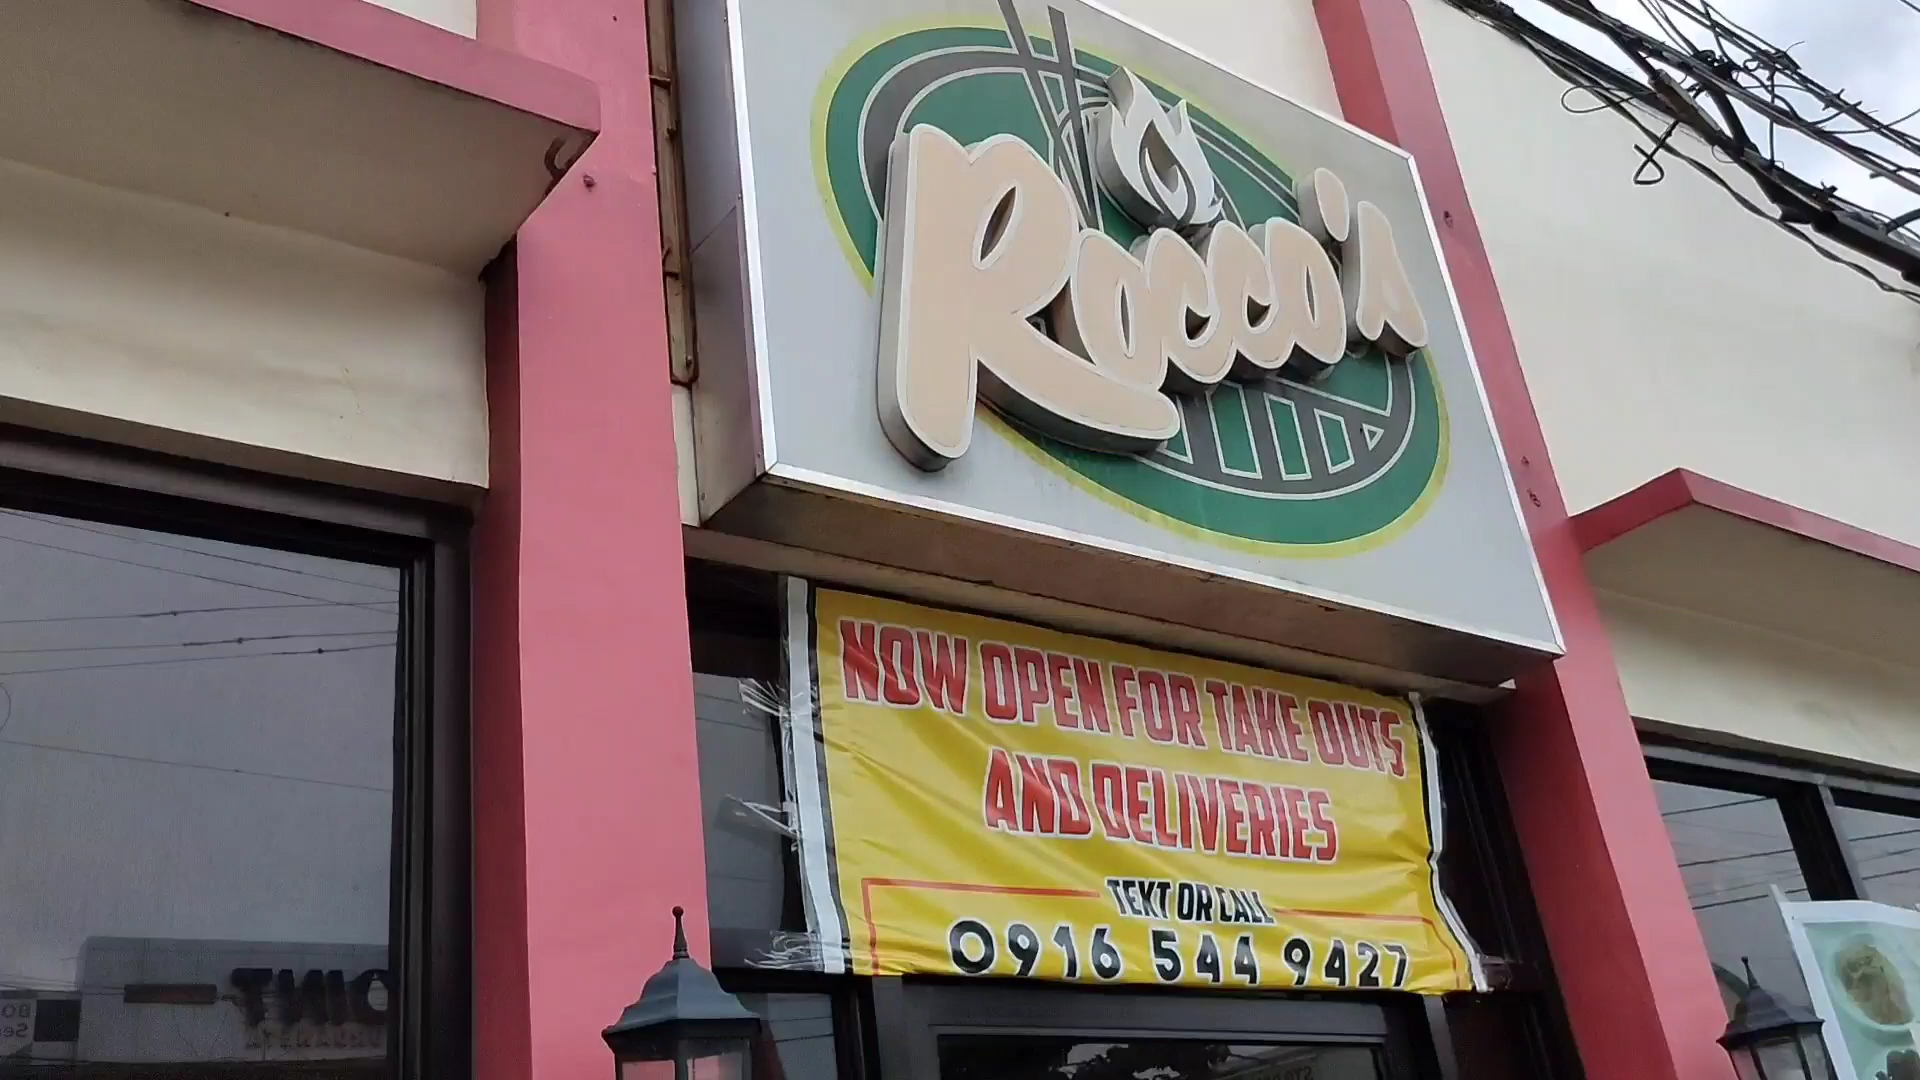 Rocco's
NOW OPEN FOR TAKE OUTS
AND DELIVERIES
TEXT OR CALL
0916 544 9427